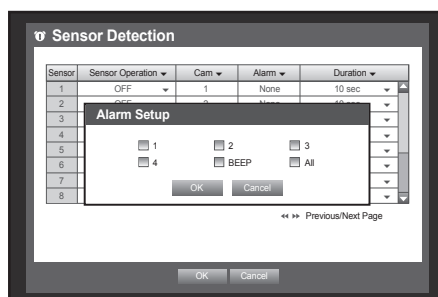 Sensor Detection
Sensor Sensor Operation Cam Alarm Duration
1 OFF 1 None 10 sec
2
3
4
5
6
7
8
Alarm Setup
1 2 3
4 BEEP All
OK Cancel
Previous/Next Page
OK Cancel